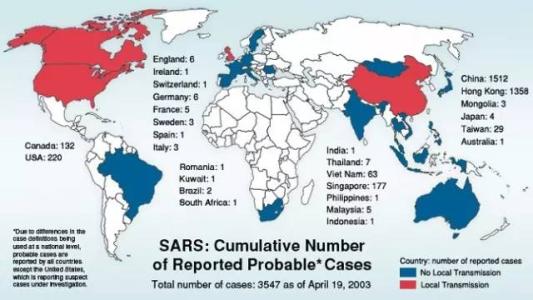 England: 6
Ireland: 1
Switzerland: 1
Germany: 6
France: 5
Sweden: 3
Spain: 1
Italy: 3
China: 1512
Hong Kong: 1358
Mongolia: 3
Japan: 4
Taiwan: 29
Australia: 1
Canada: 132
USA: 220
Romania: 1
Kuwait: 1
Brazil: 2
South Africa: 1
India: 1
Thailand: 7
Viet Nam: 63
Singapore: 177
Philippines: 1
Malaysia: 5
Indonesia: 1
*Due to differences in the
case definitions being
used at a national level,
probable cases are
reported by all countries
except the United States,
which is reporting suspect
cases under investigation.
SARS: Cumulative Number
of Reported Probable* Cases
Total number of cases: 3547 as of April 19, 2003
Country: number of reported cases
No Local Transmission
Local Transmission